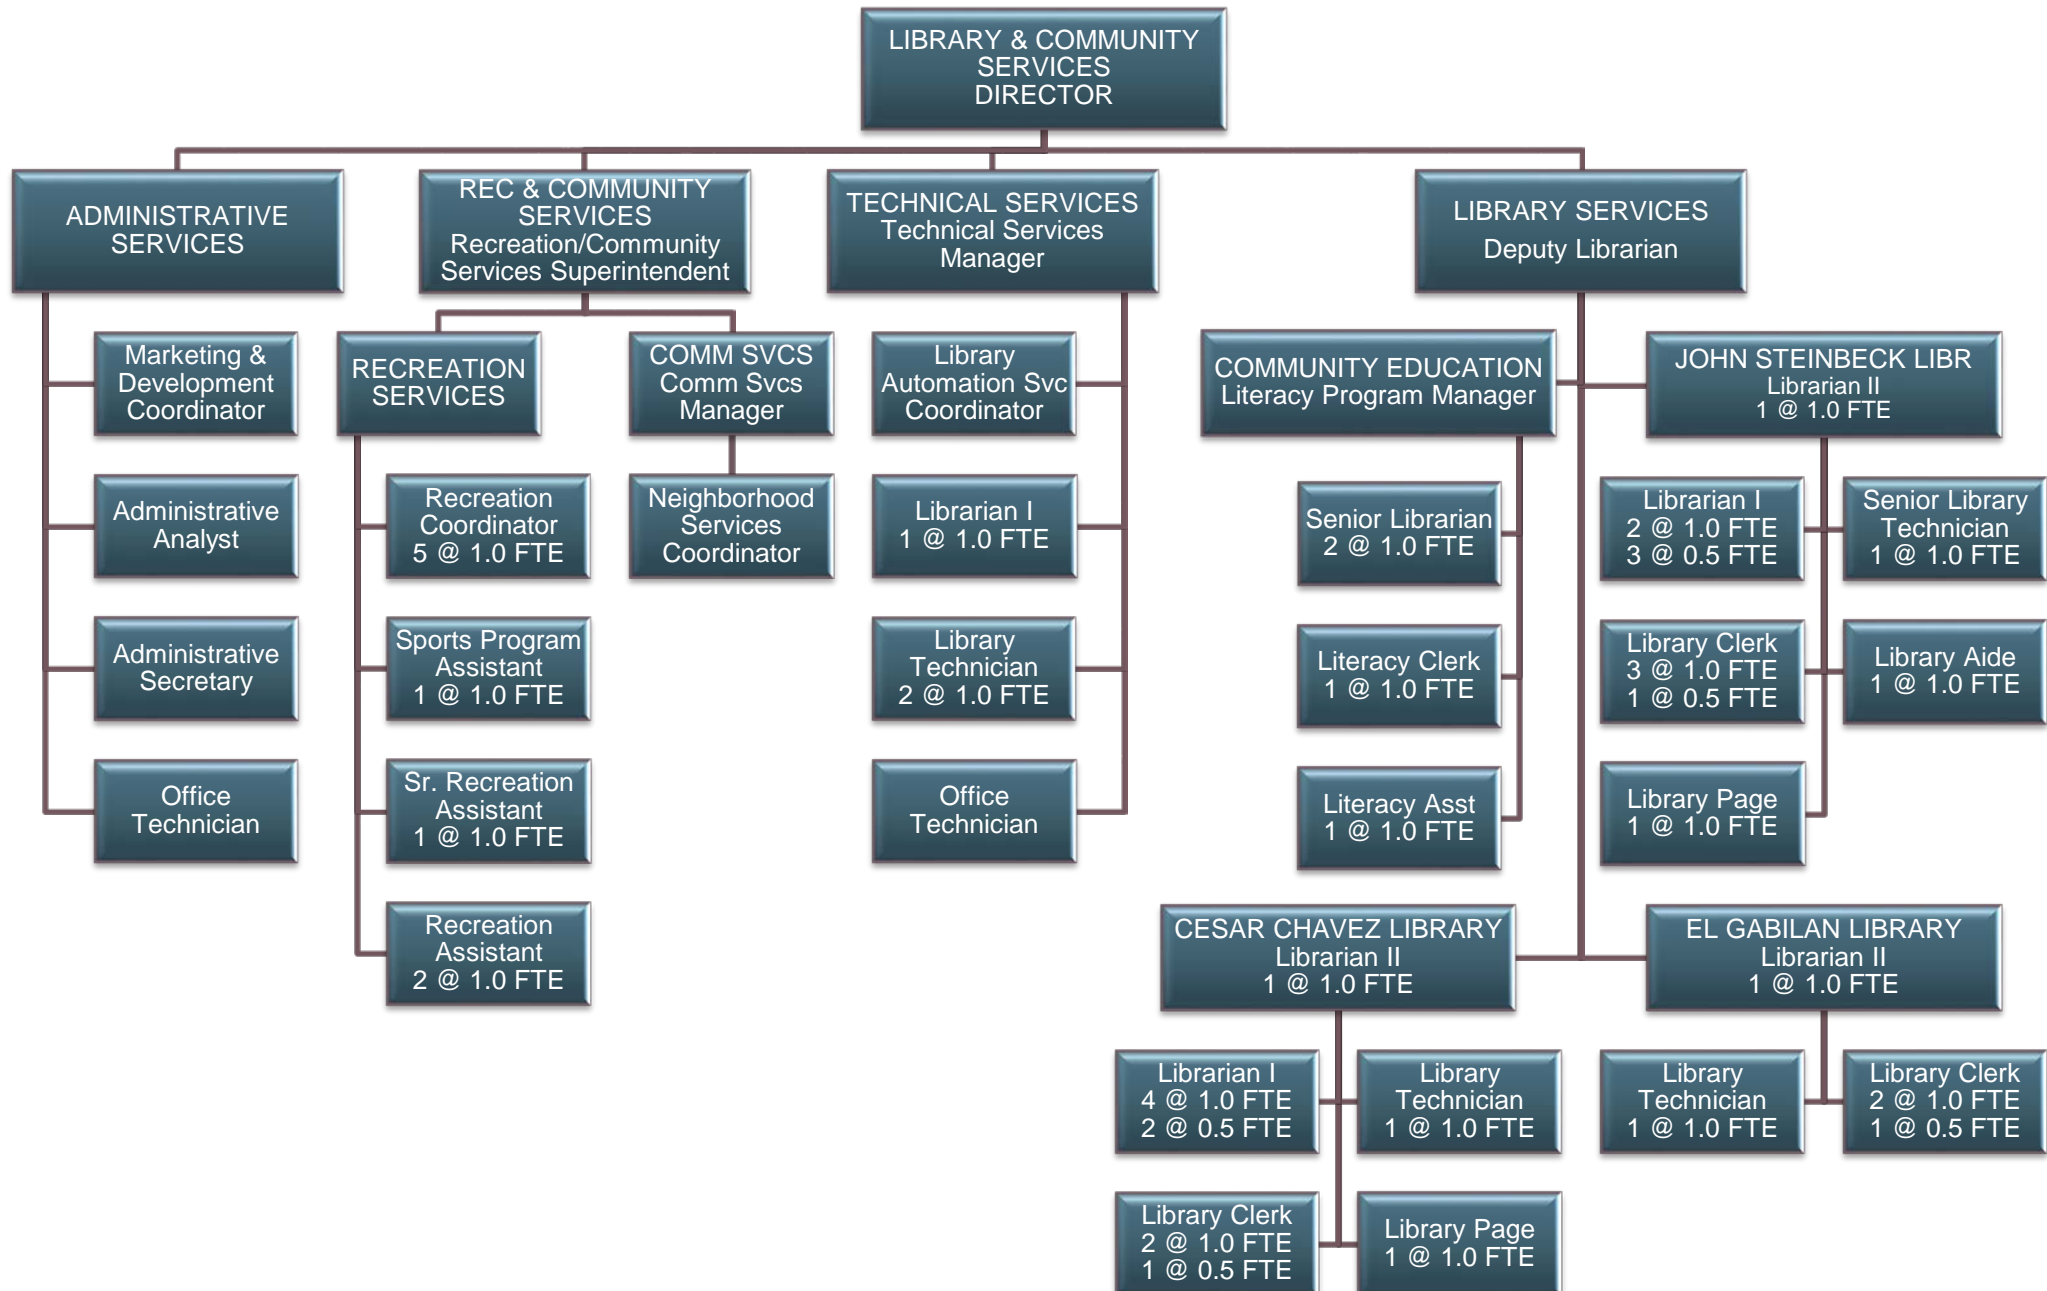 LIBRARY & COMMUNITY
SERVICES
DIRECTOR
ADMINISTRATIVE
SERVICES
Marketing &
Development
Coordinator
Administrative
Analyst
Administrative
Secretary
Office
Technician
REC & COMMUNITY
SERVICES
Recreation/Community
Services Superintendent
RECREATION
SERVICES
Recreation
Coordinator
5 @ 1.0 FTE
Sports Program
Assistant
1 @ 1.0 FTE
Sr. Recreation
Assistant
1 @ 1.0 FTE
Recreation
Assistant
2 @ 1.0 FTE
COMM SVCS
Comm Svcs
Manager
Neighborhood
Services
Coordinator
TECHNICAL SERVICES
Technical Services
Manager
Library
Automation Svc
Coordinator
Librarian I
1 @ 1.0 FTE
Library
Technician
2 @ 1.0 FTE
Office
Technician
LIBRARY SERVICES
Deputy Librarian
COMMUNITY EDUCATION
Literacy Program Manager
Senior Librarian
2 @ 1.0 FTE
Literacy Clerk
1 @ 1.0 FTE
Literacy Asst
1 @ 1.0 FTE
JOHN STEINBECK LIBR
Librarian II
1 @ 1.0 FTE
Librarian I
2 @ 1.0 FTE
3 @ 0.5 FTE
Senior Library
Technician
1 @ 1.0 FTE
Library Clerk
3 @ 1.0 FTE
1 @ 0.5 FTE
Library Aide
1 @ 1.0 FTE
Library Page
1 @ 1.0 FTE
CESAR CHAVEZ LIBRARY
Librarian II
1 @ 1.0 FTE
Librarian I
4 @ 1.0 FTE
2 @ 0.5 FTE
Library
Technician
1 @ 1.0 FTE
Library Clerk
2 @ 1.0 FTE
1 @ 0.5 FTE
Library Page
1 @ 1.0 FTE
EL GABILAN LIBRARY
Librarian II
1 @ 1.0 FTE
Library
Technician
1 @ 1.0 FTE
Library Clerk
2 @ 1.0 FTE
1 @ 0.5 FTE